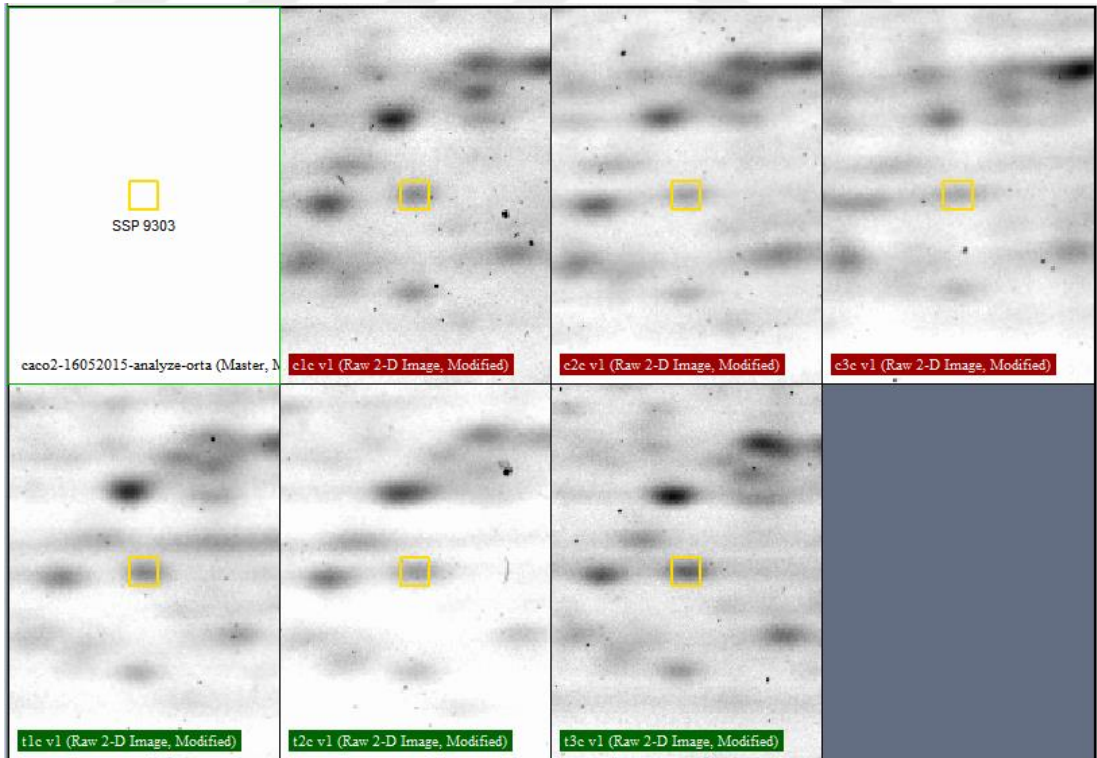 SSP 9303
caco2-16052015-analyze-orta (Master, M
c1c v1 (Raw 2-D Image, Modified)
c2c v1 (Raw 2-D Image, Modified)
c3c v1 (Raw 2-D Image, Modified)
t1c v1 (Raw 2-D Image, Modified)
t2c v1 (Raw 2-D Image, Modified)
t3c v1 (Raw 2-D Image, Modified)